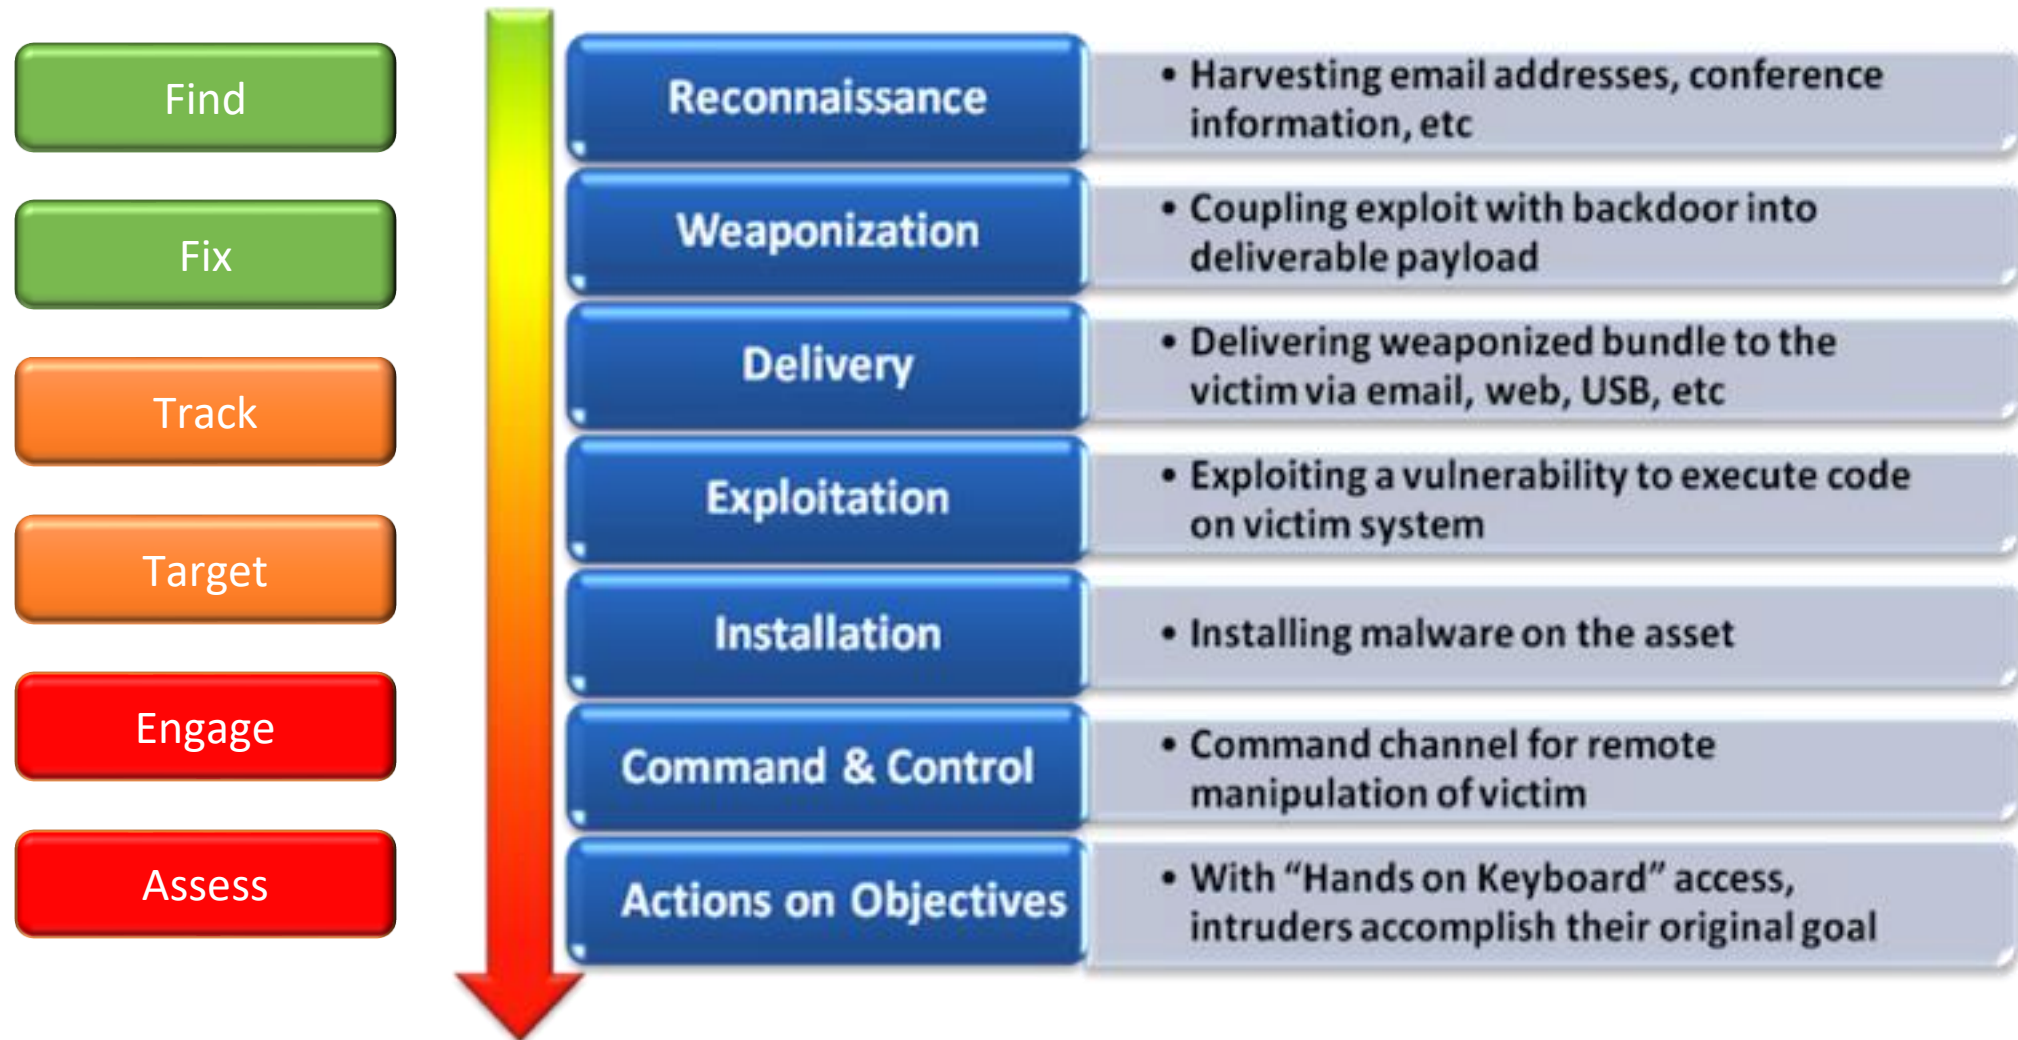 Find
Fix
Track
Target
Engage
Assess
Reconnaissance
• Harvesting email addresses, conference
information, etc
Weaponization
• Coupling exploit with backdoor into
deliverable payload
Delivery
• Delivering weaponized bundle to the
victim via email, web, USB, etc
Exploitation
• Exploiting a vulnerability to execute code
on victim system
Installation
• Installing malware on the asset
Command & Control
• Command channel for remote
manipulation of victim
Actions on Objectives
• With “Hands on Keyboard” access,
intruders accomplish their original goal